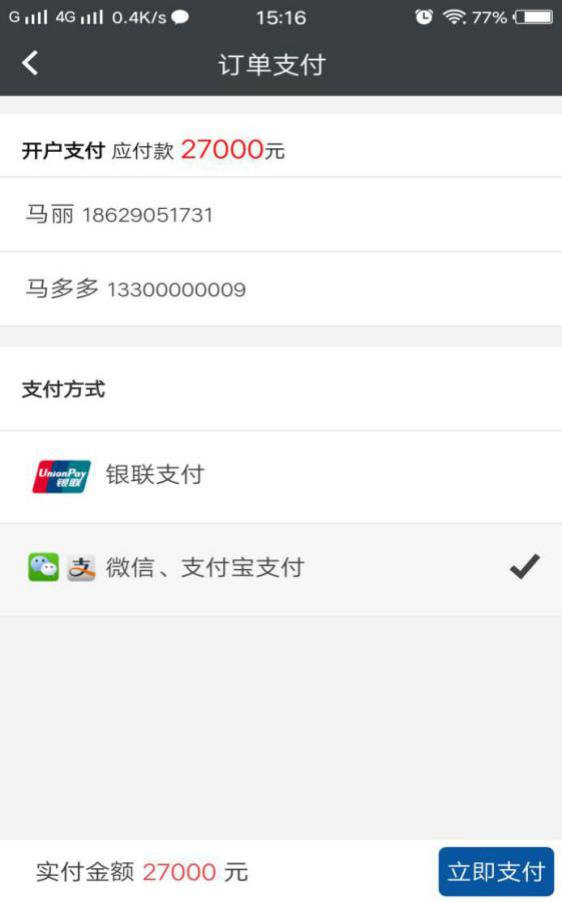 G 4G 0.4K/s 15:16 77%
订单支付
开户支付 应付款 27000元
马丽 18629051731
马多多 13300000009
支付方式
UnionPay 银联 银联支付
支 微信、支付宝支付
实付金额 27000 元 立即支付